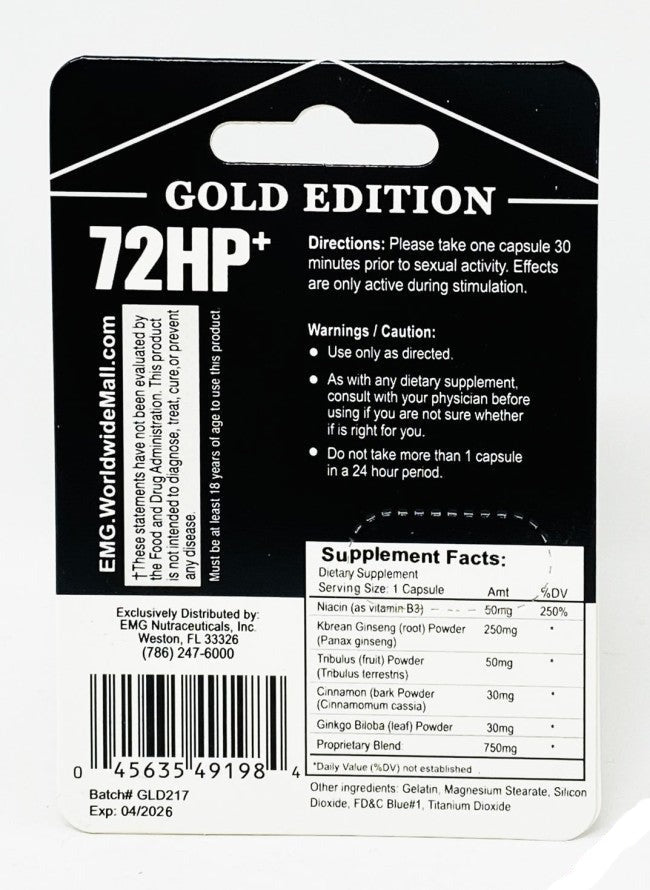 GOLD EDITION
72HP+
Directions: Please take one capsule 30
minutes prior to sexual activity. Effects
are only active during stimulation.
Warnings / Caution:
● Use only as directed.
● As with any dietary supplement,
consult with your physician before
using if you are not sure whether
if is right for you.
● Do not take more than 1 capsule
in a 24 hour period.
EMG.WorldwideMall.com
†These statements have not been evaluated by
the Food and Drug Administration. This product
is not intended to diagnose, treat, cure,or prevent
any disease.
Must be at least 18 years of age to use this product
Supplement Facts:
Dietary Supplement
Serving Size: 1 Capsule Amt %DV
Niacin (as vitamin B3) 50mg 250%
Kbrean Ginseng (root) Powder 250mg *
(Panax ginseng)
Tribulus (fruit) Powder 50mg *
(Tribulus terrestris)
Cinnamon (bark Powder 30mg *
(Cinnamomum cassia)
Ginkgo Biloba (leaf) Powder 30mg *
Proprietary Blend: 750mg *
*Daily Value (%DV) not established
Other ingredients: Gelatin, Magnesium Stearate, Silicon
Dioxide, FD&C Blue#1, Titanium Dioxide
Exclusively Distributed by:
EMG Nutraceuticals, Inc.
Weston, FL 33326
(786) 247-6000
0 45635 49198 4
Batch# GLD217
Exp: 04/2026